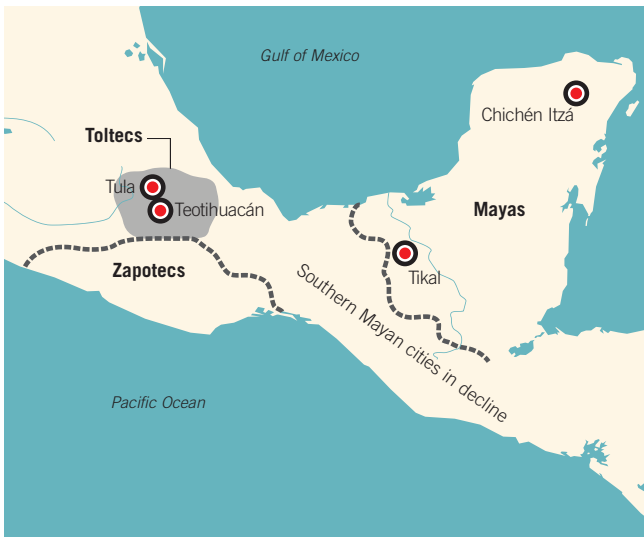 Gulf of Mexico
Chichén Itzá
Toltecs
Tula
Teotihuacán
Mayas
Zapotecs
Tikal
Southern Mayan cities in decline
Pacific Ocean